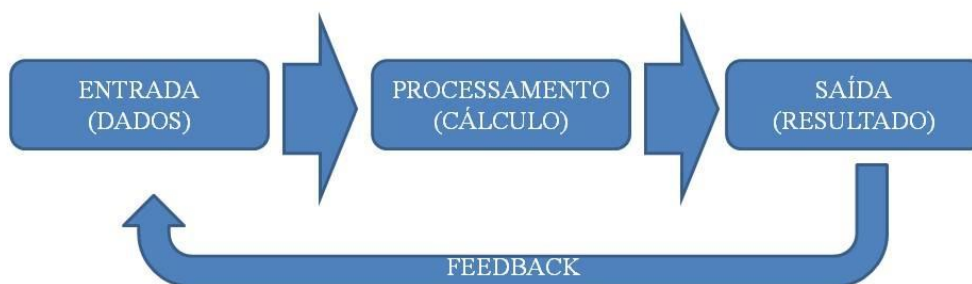 ENTRADA
(DADOS)
PROCESSAMENTO
(CÁLCULO)
SAÍDA
(RESULTADO)
FEEDBACK